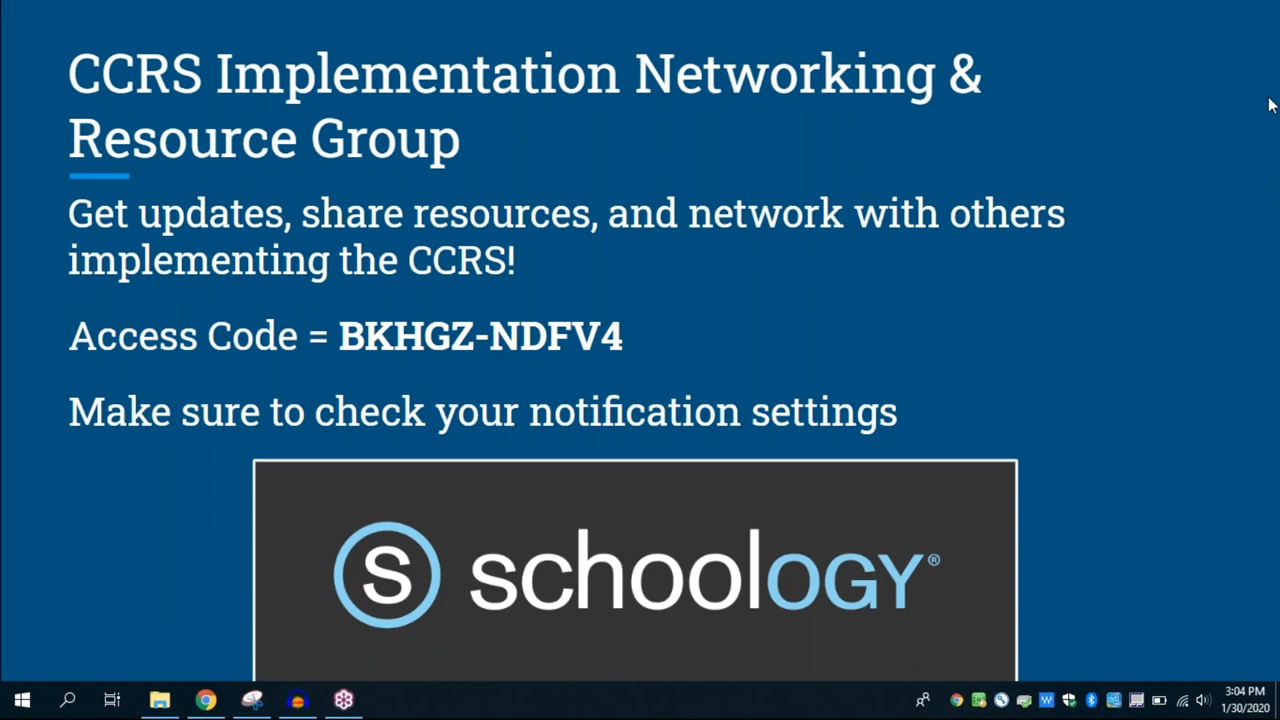 CCRS Implementation Networking &
Resource Group
Get updates, share resources, and network with others
implementing the CCRS!
Access Code = BKHGZ-NDFV4
Make sure to check your notification settings
S schoology®
3:04 PM
1/30/2020